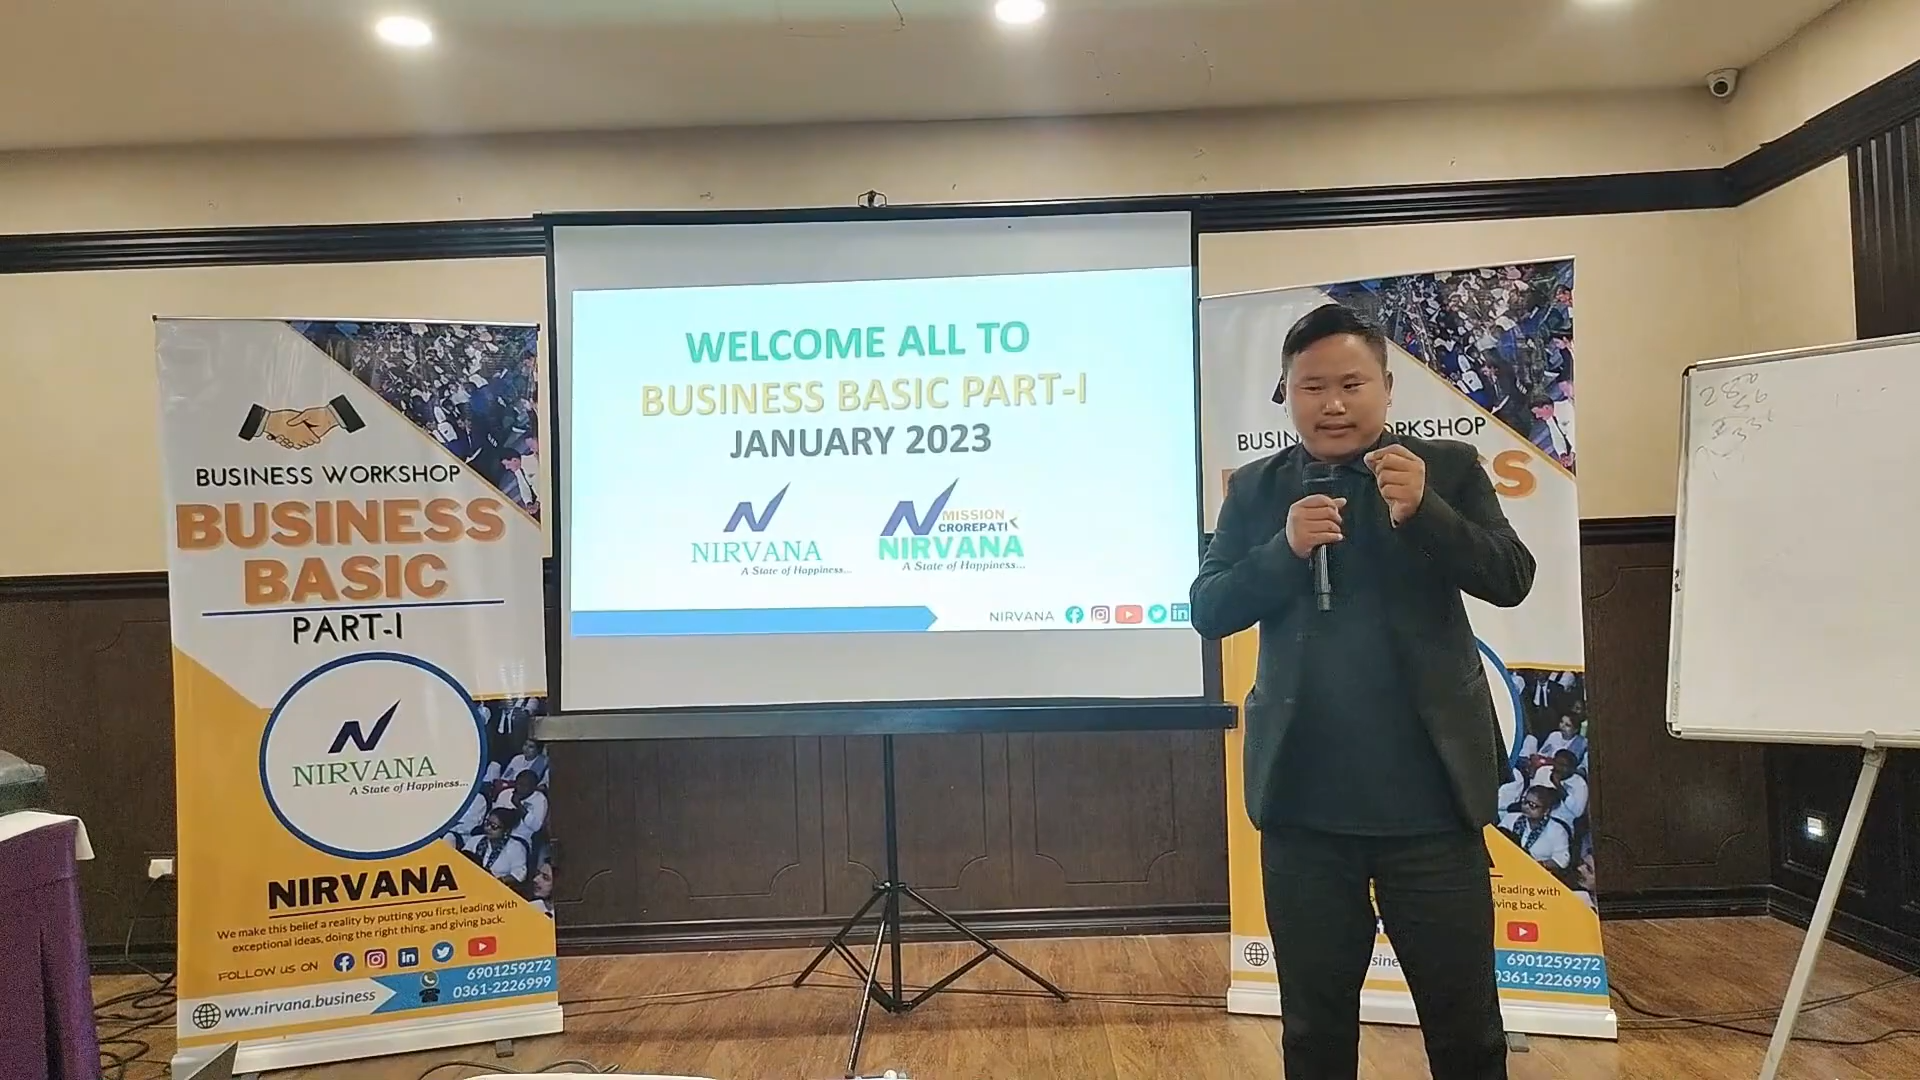 BUSINESS WORKSHOP
BUSINESS
BASIC
PART-I
NIRVANA
A State of Happiness...
NIRVANA
We make this belief a reality by putting you first, leading with
exceptional ideas, doing the right thing, and giving back.
FOLLOW US ON
6901259272
0361-2226999
ww.nirvana.business
WELCOME ALL TO
BUSINESS BASIC PART-I
JANUARY 2023
NIRVANA
A State of Happiness...
MISSION
CROREPATI
NIRVANA
A State of Happiness...
NIRVANA
BUSIN ORKSHOP
S
leading with
iving back.
6901259272
0361-2226999